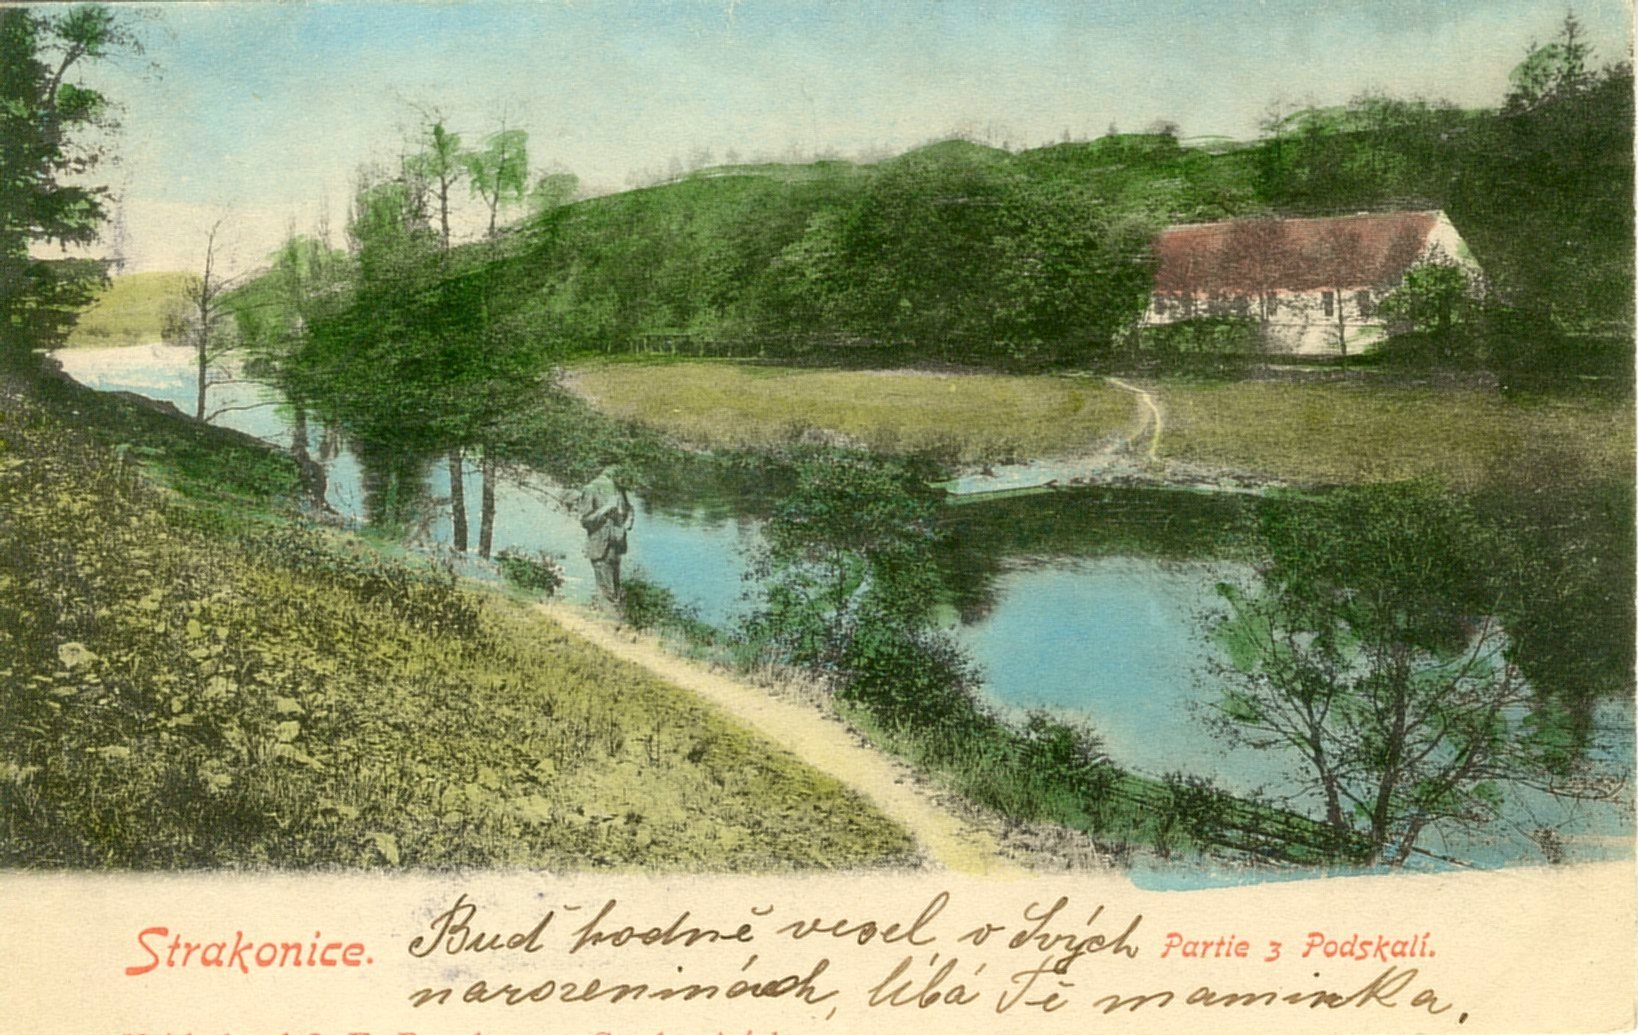 Strakonice.
Buď hodně vesel v Svých
Partie z Podskalí.
narozeninách, líbá Tě maminka.